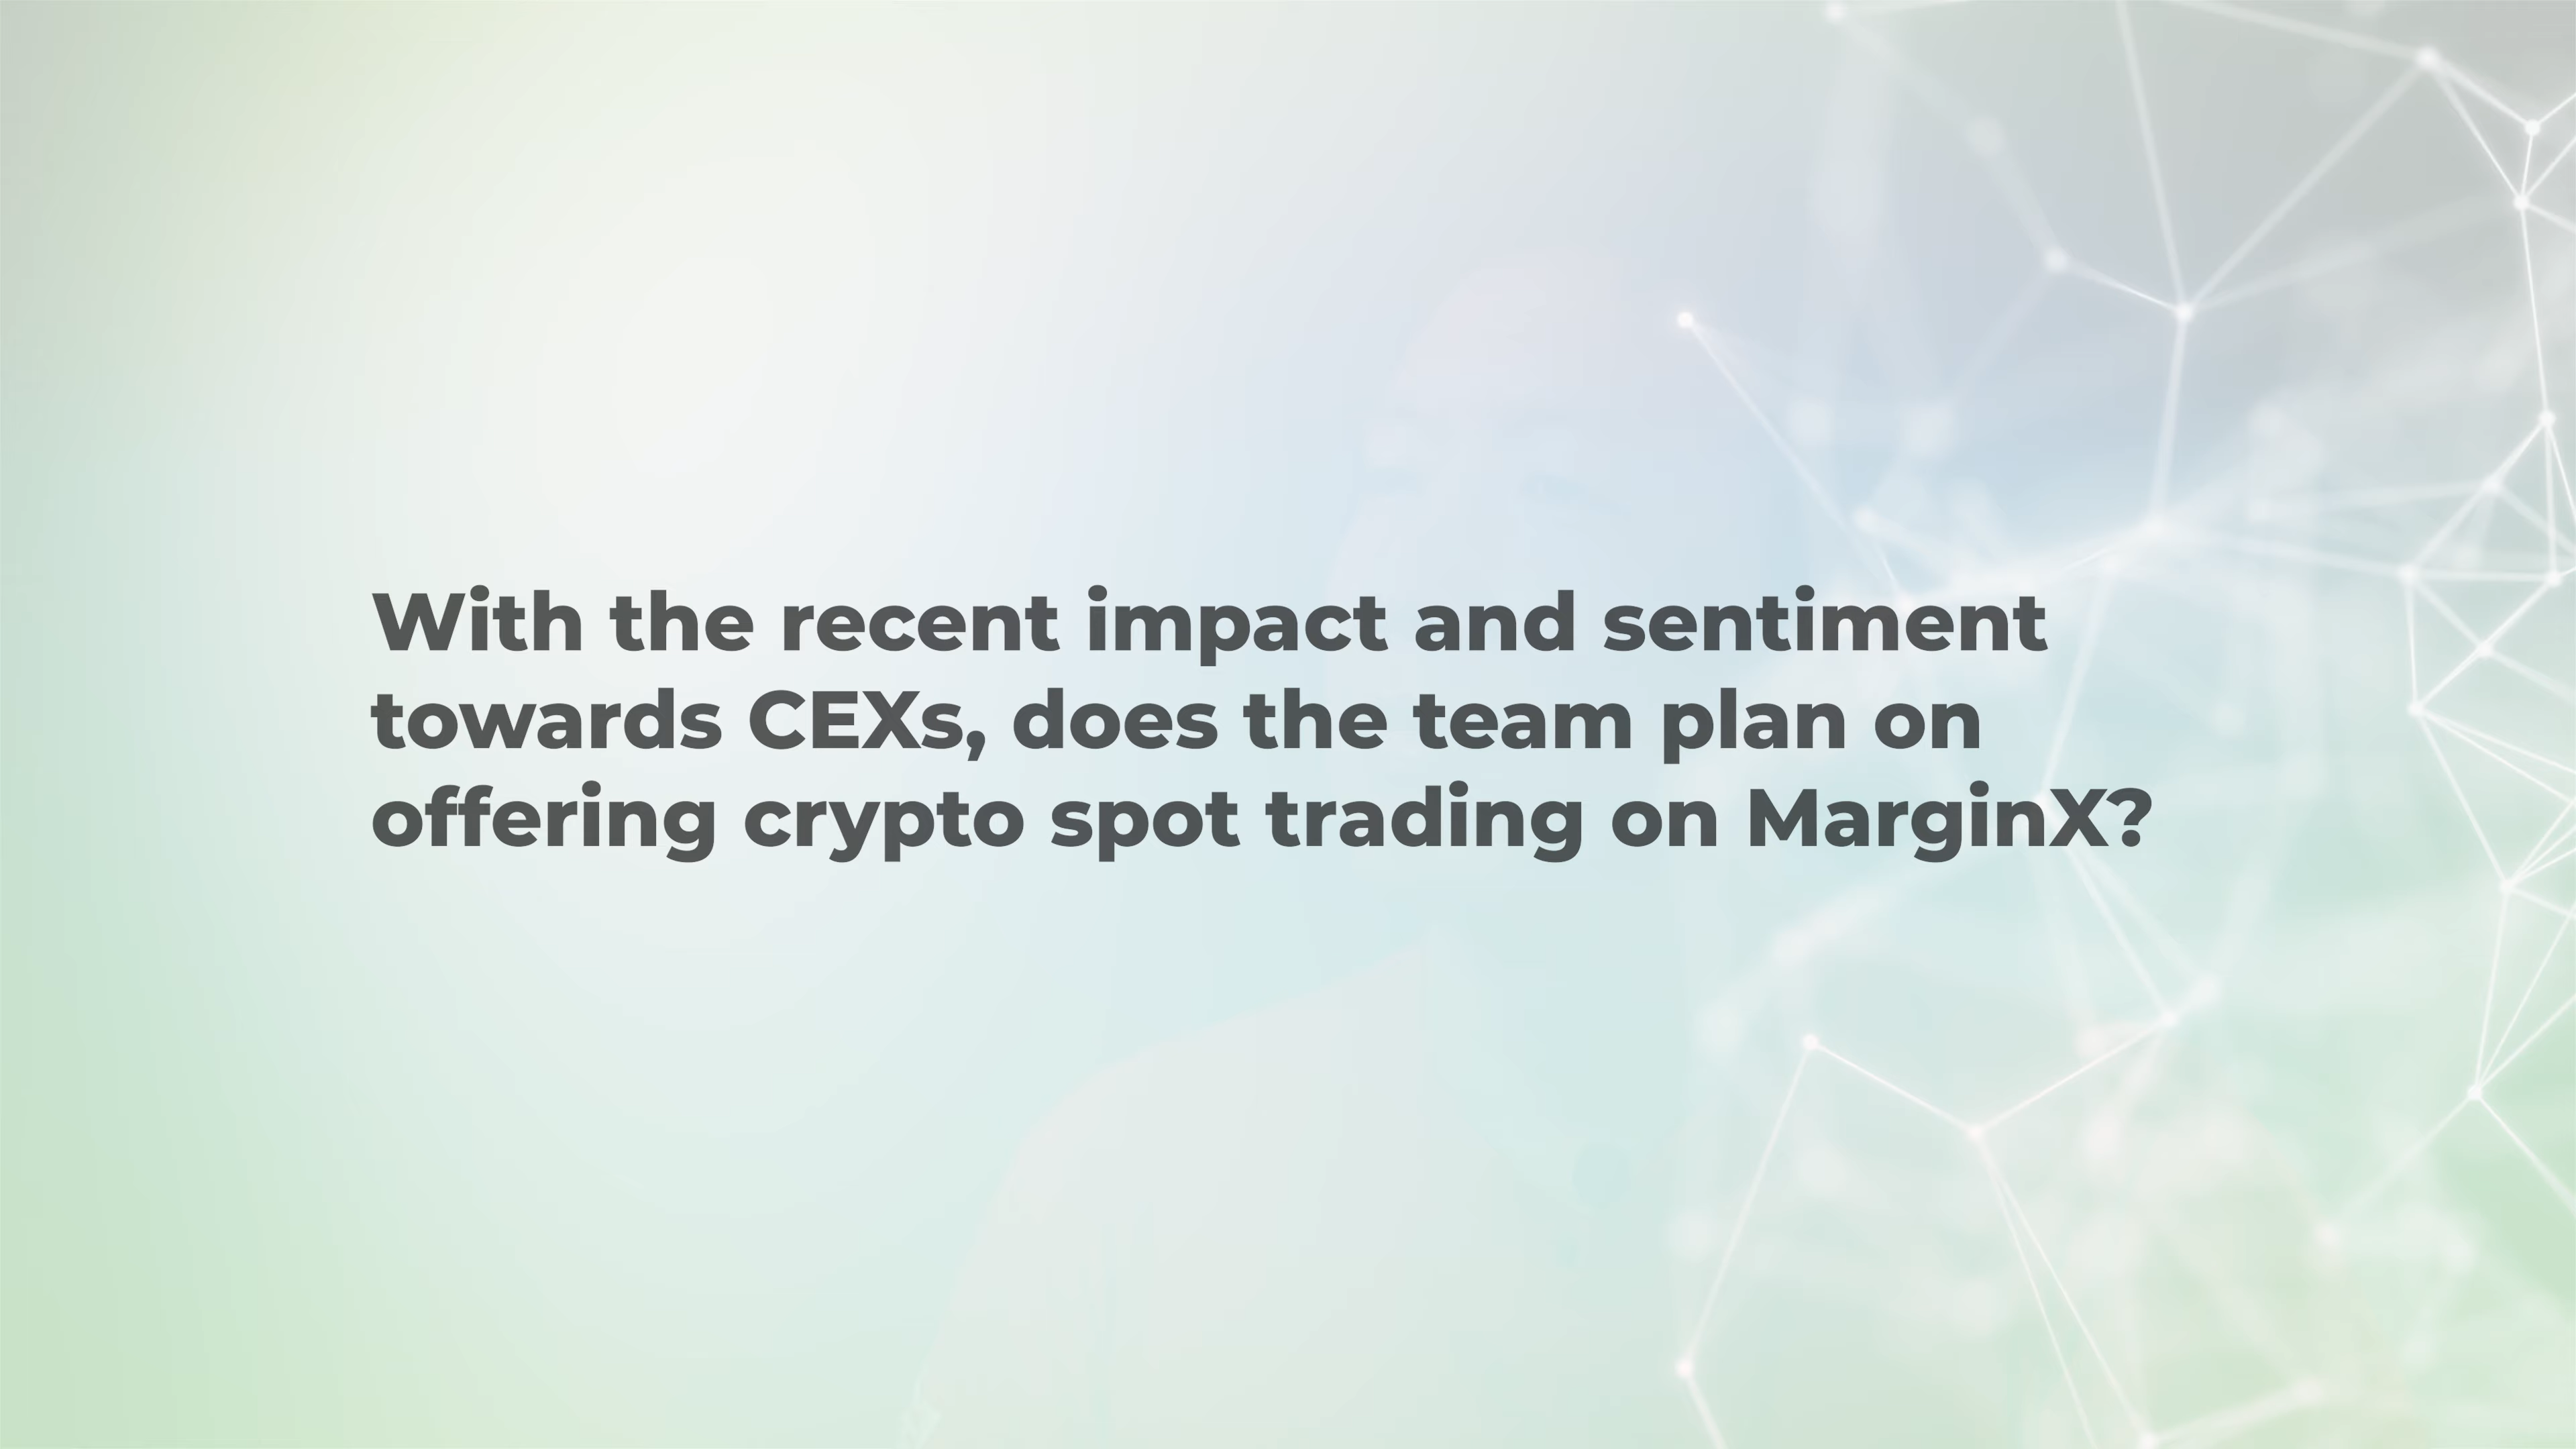 With the recent impact and sentiment
towards CEXs, does the team plan on
offering crypto spot trading on MarginX?